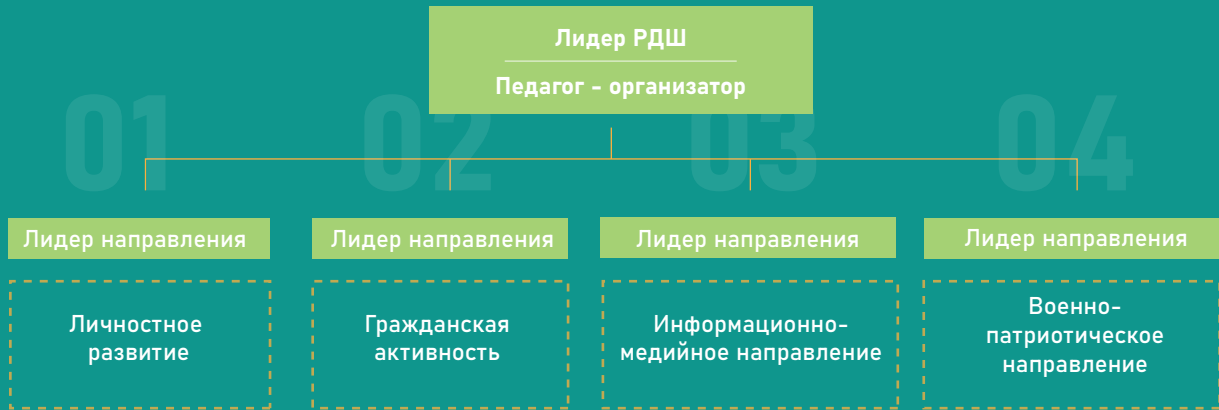 Лидер РДШ
Педагог - организатор
01
02
03
04
Лидер направления
Лидер направления
Лидер направления
Лидер направления
Личностное
развитие
Гражданская
активность
Информационно-
медийное направление
Военно-
патриотическое
направление